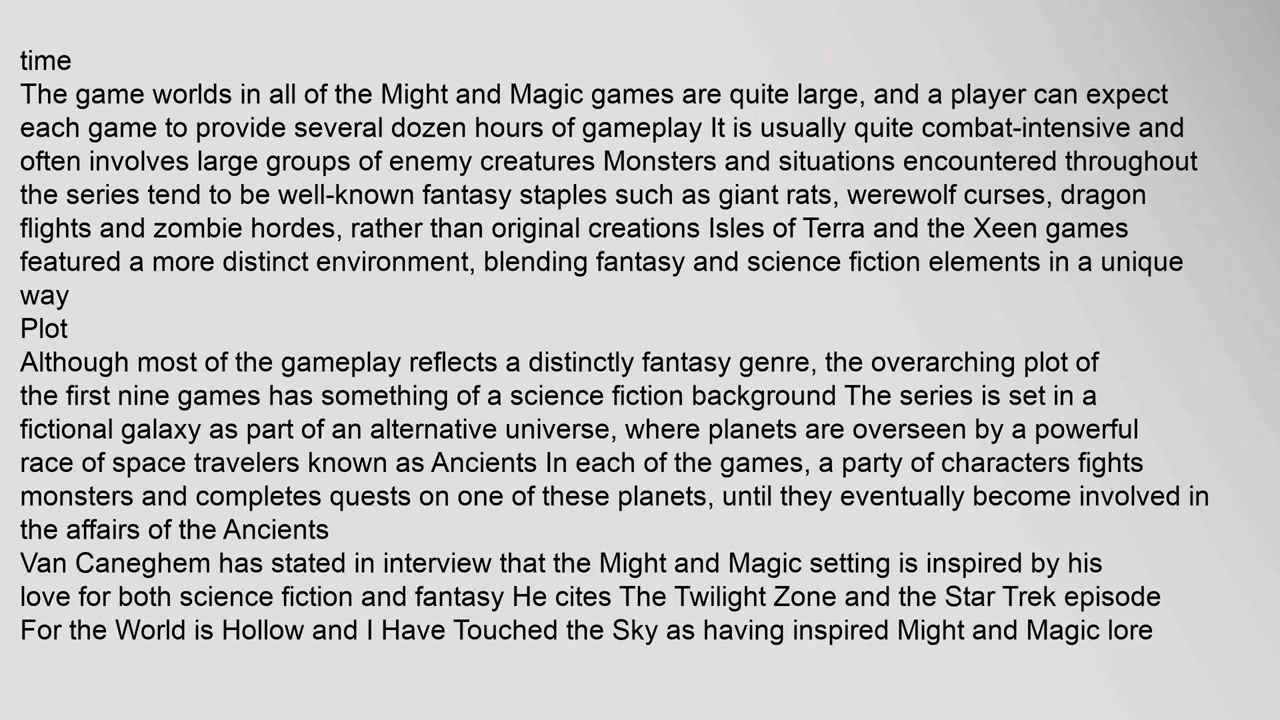 time
The game worlds in all of the Might and Magic games are quite large, and a player can expect
each game to provide several dozen hours of gameplay It is usually quite combat-intensive and
often involves large groups of enemy creatures Monsters and situations encountered throughout
the series tend to be well-known fantasy staples such as giant rats, werewolf curses, dragon
flights and zombie hordes, rather than original creations Isles of Terra and the Xeen games
featured a more distinct environment, blending fantasy and science fiction elements in a unique
way
Plot
Although most of the gameplay reflects a distinctly fantasy genre, the overarching plot of
the first nine games has something of a science fiction background The series is set in a
fictional galaxy as part of an alternative universe, where planets are overseen by a powerful
race of space travelers known as Ancients In each of the games, a party of characters fights
monsters and completes quests on one of these planets, until they eventually become involved in
the affairs of the Ancients
Van Caneghem has stated in interview that the Might and Magic setting is inspired by his
love for both science fiction and fantasy He cites The Twilight Zone and the Star Trek episode
For the World is Hollow and I Have Touched the Sky as having inspired Might and Magic lore